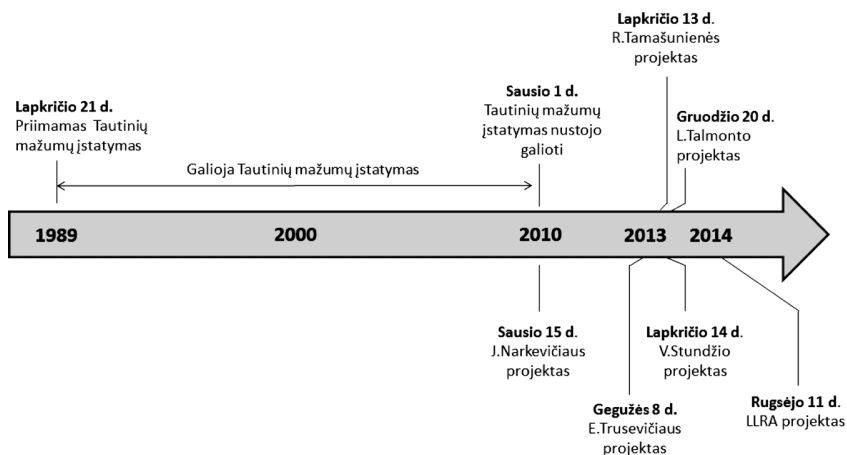 Lapkričio 21 d.
Priimamas Tautinių
mažumų įstatymas
Galioja Tautinių mažumų įstatymas
Sausio 1 d.
Tautinių mažumų
įstatymas nustojo
galioti
Lapkričio 13 d.
R.Tamašunienės
projektas
Gruodžio 20 d.
L.Talmonto
projektas
1989 2000 2010 2013 2014
Sausio 15 d.
J.Narkevičiaus
projektas
Gegužės 8 d.
E.Trusevičiaus
projektas
Lapkričio 14 d.
V.Stundžio
projektas
Rugsėjo 11 d.
LLRA projektas